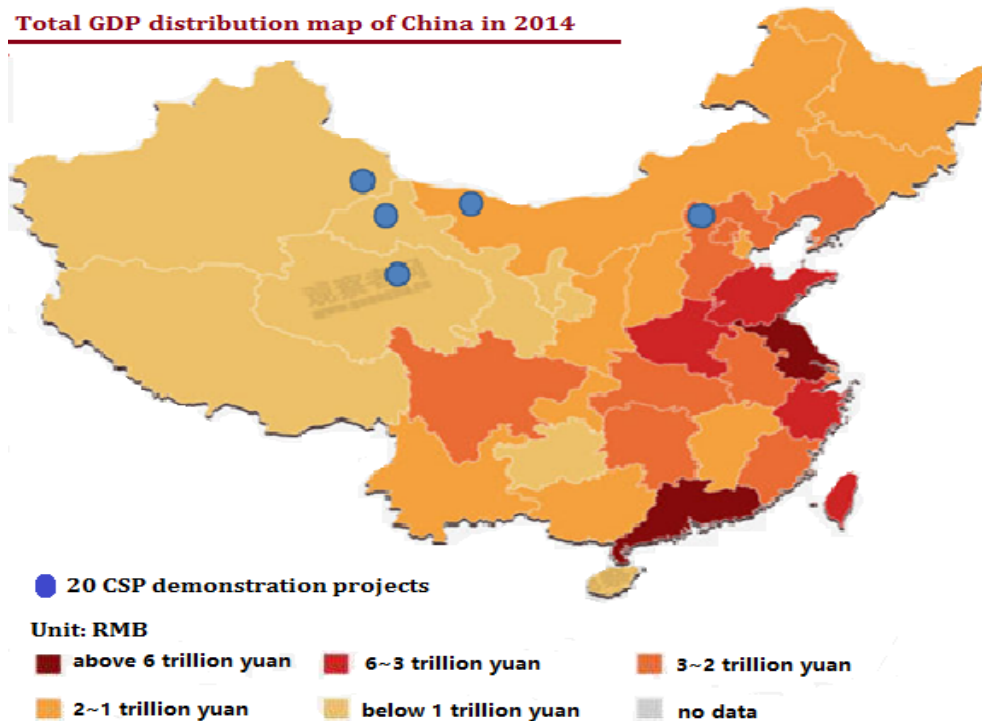 Total GDP distribution map of China in 2014
20 CSP demonstration projects
Unit: RMB
above 6 trillion yuan 6~3 trillion yuan 3~2 trillion yuan
2~1 trillion yuan below 1 trillion yuan no data